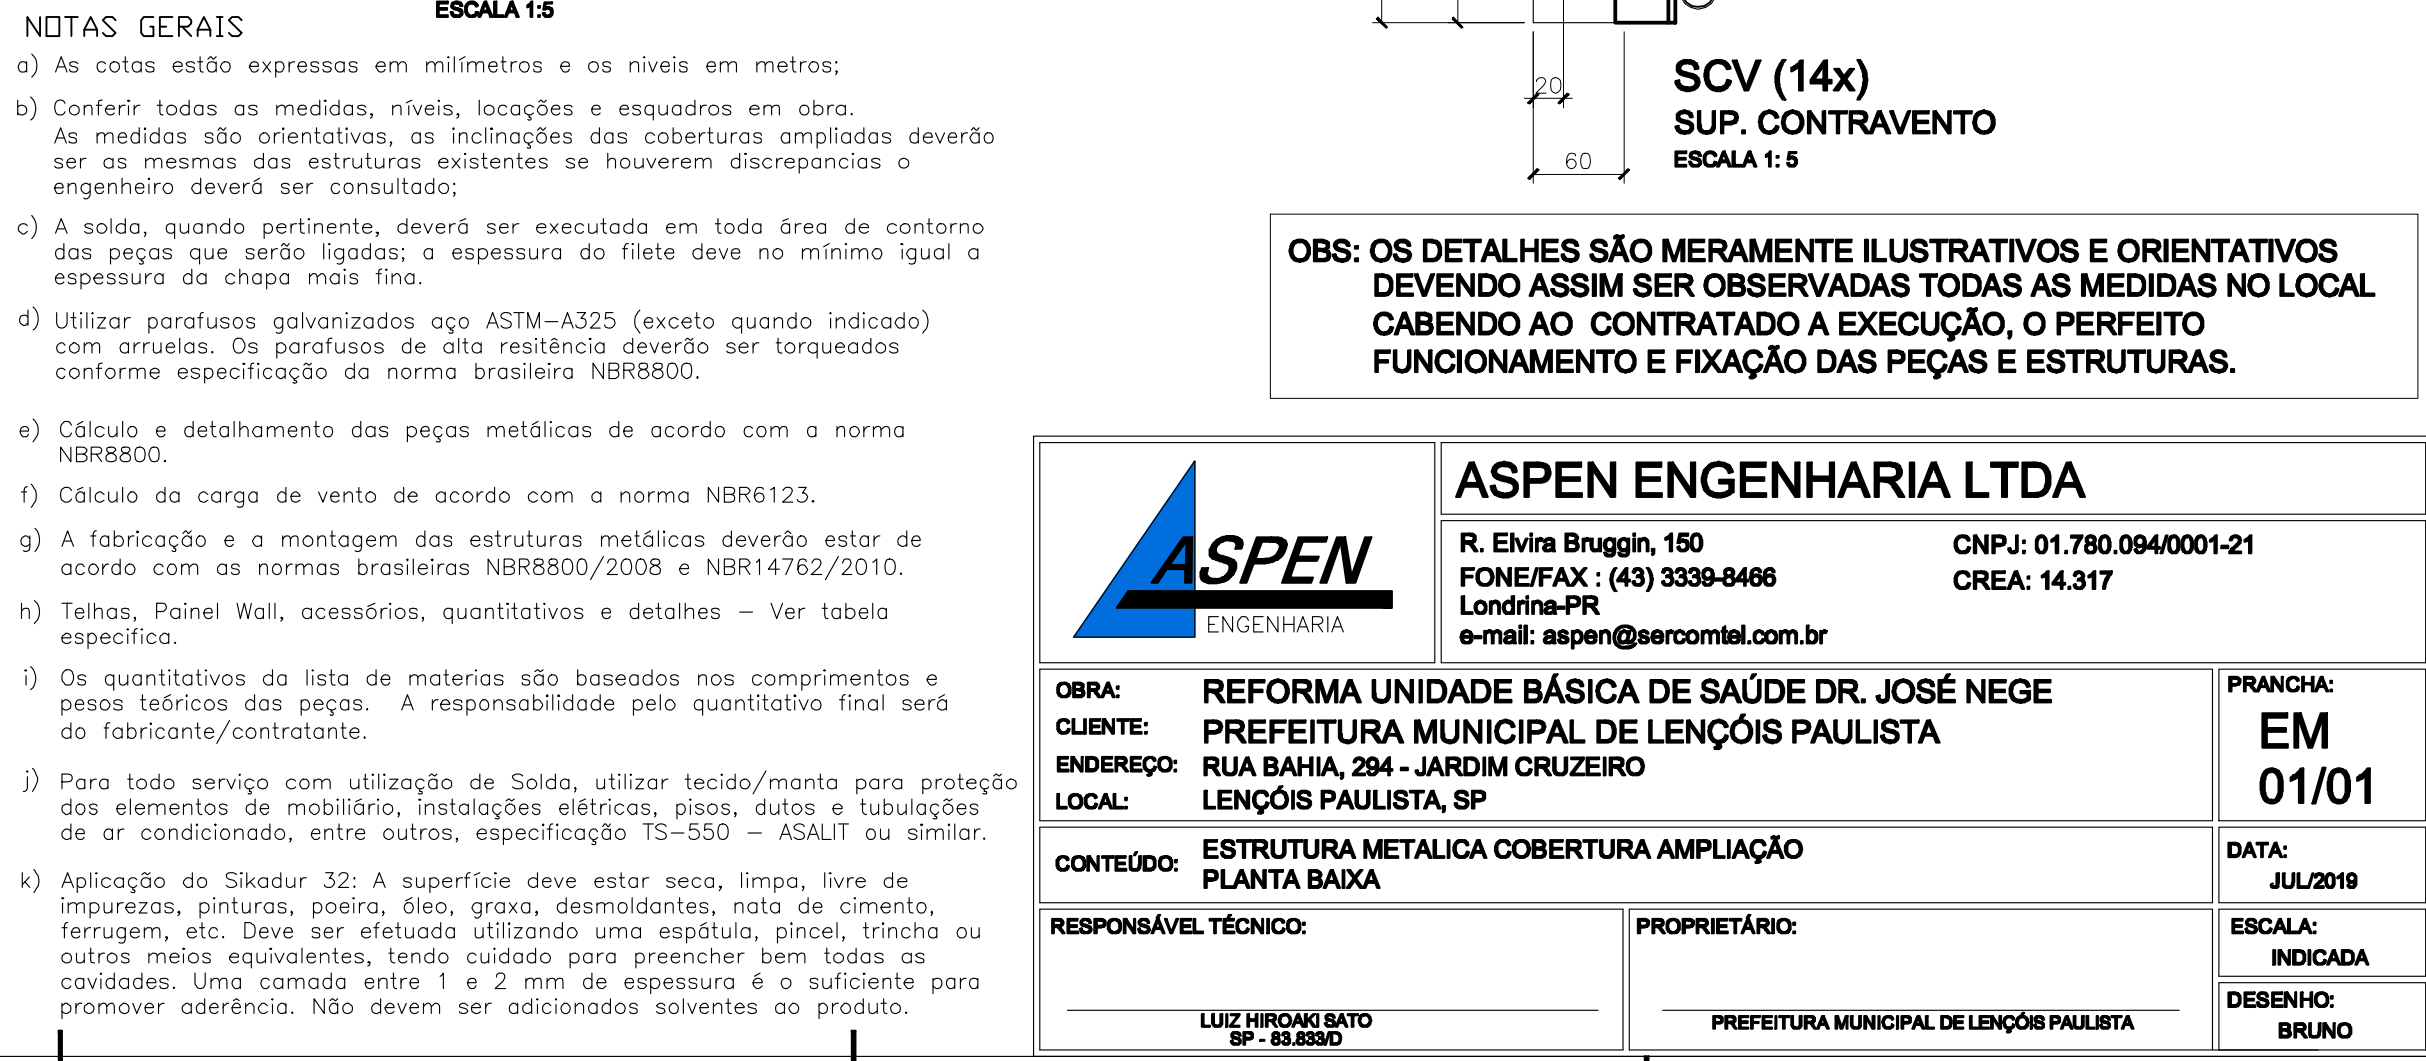 ESCALA 1:5
NOTAS GERAIS
a) As cotas estão expressas em milímetros e os niveis em metros;
b) Conferir todas as medidas, níveis, locações e esquadros em obra.
As medidas são orientativas, as inclinações das coberturas ampliadas deverão
ser as mesmas das estruturas existentes se houverem discrepancias o
engenheiro deverá ser consultado;
c) A solda, quando pertinente, deverá ser executada em toda área de contorno
das peças que serão ligadas; a espessura do filete deve no mínimo igual a
espessura da chapa mais fina.
d) Utilizar parafusos galvanizados aço ASTM-A325 (exceto quando indicado)
com arruelas. Os parafusos de alta resitência deverão ser torqueados
conforme especificação da norma brasileira NBR8800.
e) Cálculo e detalhamento das peças metálicas de acordo com a norma
NBR8800.
f) Cálculo da carga de vento de acordo com a norma NBR6123.
g) A fabricação e a montagem das estruturas metálicas deverâo estar de
acordo com as normas brasileiras NBR8800/2008 e NBR14762/2010.
h) Telhas, Painel Wall, acessórios, quantitativos e detalhes - Ver tabela
especifica.
i) Os quantitativos da lista de materias são baseados nos comprimentos e
pesos teóricos das peças. A responsabilidade pelo quantitativo final será
do fabricante/contratante.
j) Para todo serviço com utilização de Solda, utilizar tecido/manta para proteção
dos elementos de mobiliário, instalações elétricas, pisos, dutos e tubulações
de ar condicionado, entre outros, especificação TS-550 - ASALIT ou similar.
k) Aplicação do Sikadur 32: A superfície deve estar seca, limpa, livre de
impurezas, pinturas, poeira, óleo, graxa, desmoldantes, nata de cimento,
ferrugem, etc. Deve ser efetuada utilizando uma espátula, pincel, trincha ou
outros meios equivalentes, tendo cuidado para preencher bem todas as
cavidades. Uma camada entre 1 e 2 mm de espessura é o suficiente para
promover aderência. Não devem ser adicionados solventes ao produto.
20
60
SCV (14x)
SUP. CONTRAVENTO
ESCALA 1: 5
OBS: OS DETALHES SÃO MERAMENTE ILUSTRATIVOS E ORIENTATIVOS
DEVENDO ASSIM SER OBSERVADAS TODAS AS MEDIDAS NO LOCAL
CABENDO AO CONTRATADO A EXECUÇÃO, O PERFEITO
FUNCIONAMENTO E FIXAÇÃO DAS PEÇAS E ESTRUTURAS.
ASPEN
ENGENHARIA
ASPEN ENGENHARIA LTDA
R. Elvira Bruggin, 150
FONE/FAX : (43) 3339-8466
Londrina-PR
e-mail: aspen@sercomtel.com.br
CNPJ: 01.780.094/0001-21
CREA: 14.317
OBRA: REFORMA UNIDADE BÁSICA DE SAÚDE DR. JOSÉ NEGE
CLIENTE: PREFEITURA MUNICIPAL DE LENÇÓIS PAULISTA
ENDEREÇO: RUA BAHIA, 294 - JARDIM CRUZEIRO
LOCAL: LENÇÓIS PAULISTA, SP
PRANCHA:
EM
01/01
CONTEÚDO: ESTRUTURA METALICA COBERTURA AMPLIAÇÃO
PLANTA BAIXA
DATA:
JUL/2019
RESPONSÁVEL TÉCNICO:
LUIZ HIROAKI SATO
SP - 83.833/D
PROPRIETÁRIO:
PREFEITURA MUNICIPAL DE LENÇÓIS PAULISTA
ESCALA:
INDICADA
DESENHO:
BRUNO